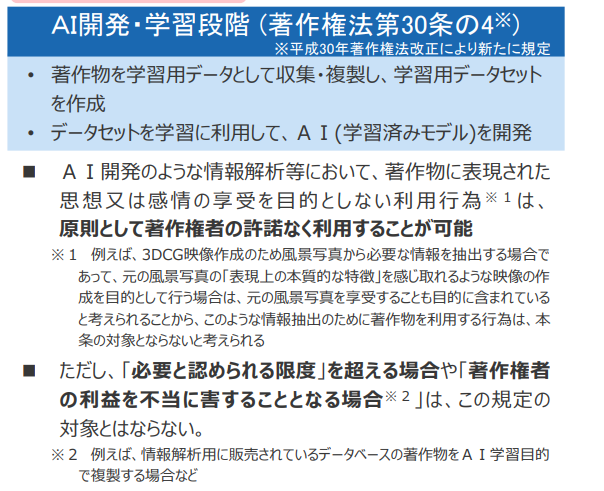 AI開発・学習段階（著作権法第30条の4※）
※平成30年著作権法改正により新たに規定
・ 著作物を学習用データとして収集・複製し、学習用データセット
を作成
・ データセットを学習に利用して、ＡＩ(学習済みモデル)を開発
■ ＡＩ開発のような情報解析等において、著作物に表現された
思想又は感情の享受を目的としない利用行為※１は、
原則として著作権者の許諾なく利用することが可能
※１ 例えば、3DCG映像作成のため風景写真から必要な情報を抽出する場合で
あって、元の風景写真の「表現上の本質的な特徴」を感じ取れるような映像の作
成を目的として行う場合は、元の風景写真を享受することも目的に含まれている
と考えられることから、このような情報抽出のために著作物を利用する行為は、本
条の対象とならないと考えられる
■ ただし、「必要と認められる限度」を超える場合や「著作権者
の利益を不当に害することとなる場合※２」は、この規定の
対象とはならない。
※２ 例えば、情報解析用に販売されているデータベースの著作物をＡＩ学習目的
で複製する場合など